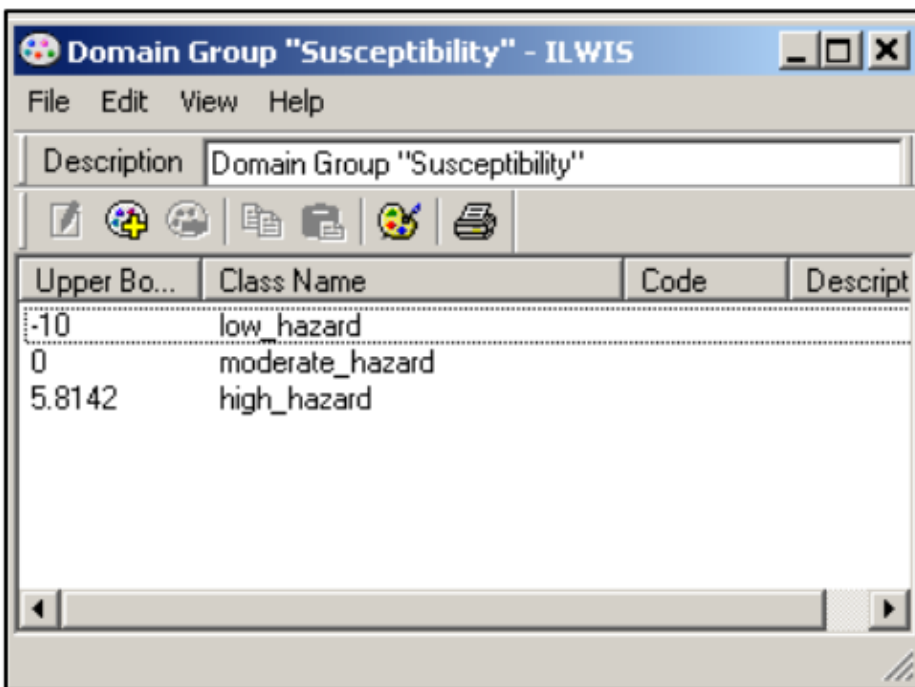 Domain Group "Susceptibility" - ILWIS
File Edit View Help
Description Domain Group "Susceptibility"
Upper Bo... Class Name Code Descript
-10 low_hazard
0 moderate_hazard
5.8142 high_hazard